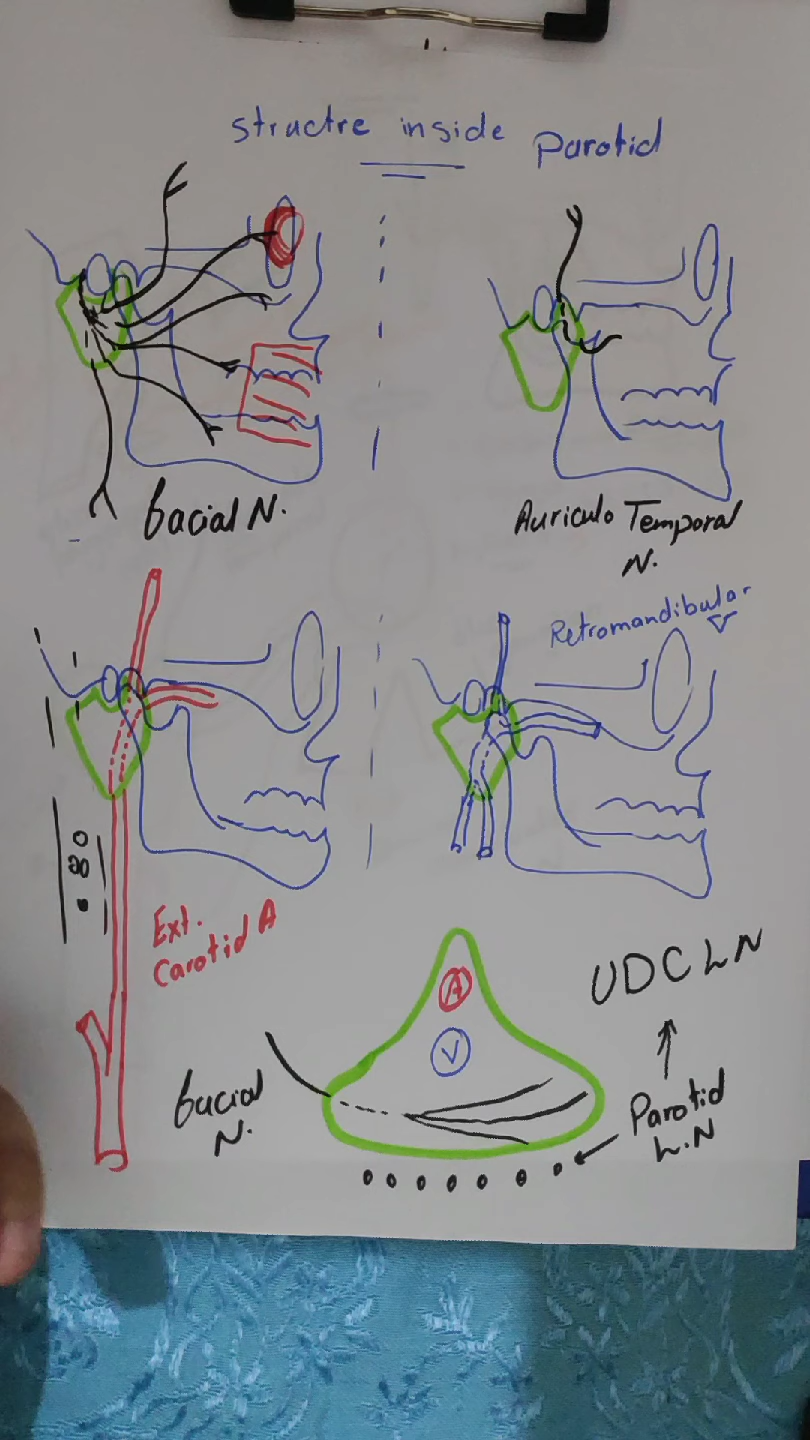 structre inside Parotid
facial N.
Auriculo Temporal
N.
Retromandibular
V
Ext.
Carotid A
A
V
UDCLN
facial
N.
Parotid
L.N